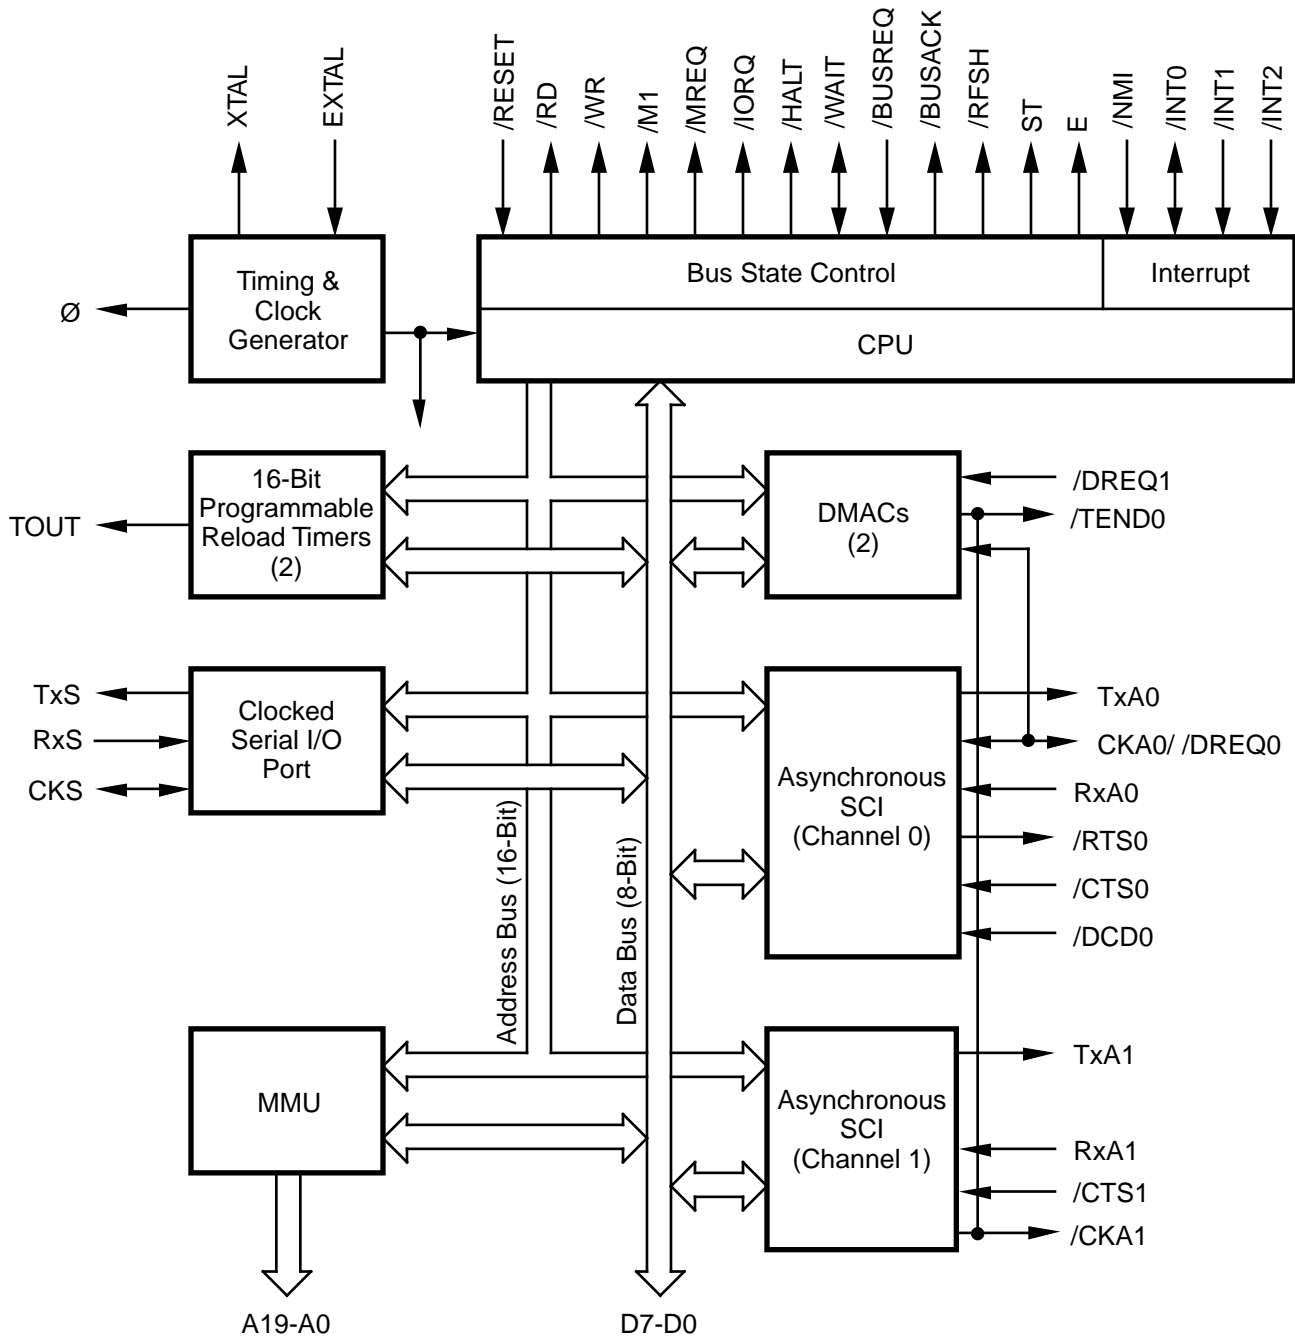 XTAL
EXTAL
/RESET
/RD
/WR
/M1
/MREQ
/IORQ
/HALT
/WAIT
/BUSREQ
/BUSACK
/RFSH
ST
E
/NMI
/INT0
/INT1
/INT2
Timing &
Clock
Generator
Bus State Control
Interrupt
CPU
Ø
16-Bit
Programmable
Reload Timers
(2)
TOUT
DMACs
(2)
/DREQ1
/TEND0
TxS
RxS
CKS
Clocked
Serial I/O
Port
Address Bus (16-Bit)
Data Bus (8-Bit)
Asynchronous
SCI
(Channel 0)
TxA0
CKA0/ /DREQ0
RxA0
/RTS0
/CTS0
/DCD0
MMU
Asynchronous
SCI
(Channel 1)
TxA1
RxA1
/CTS1
/CKA1
A19-A0
D7-D0